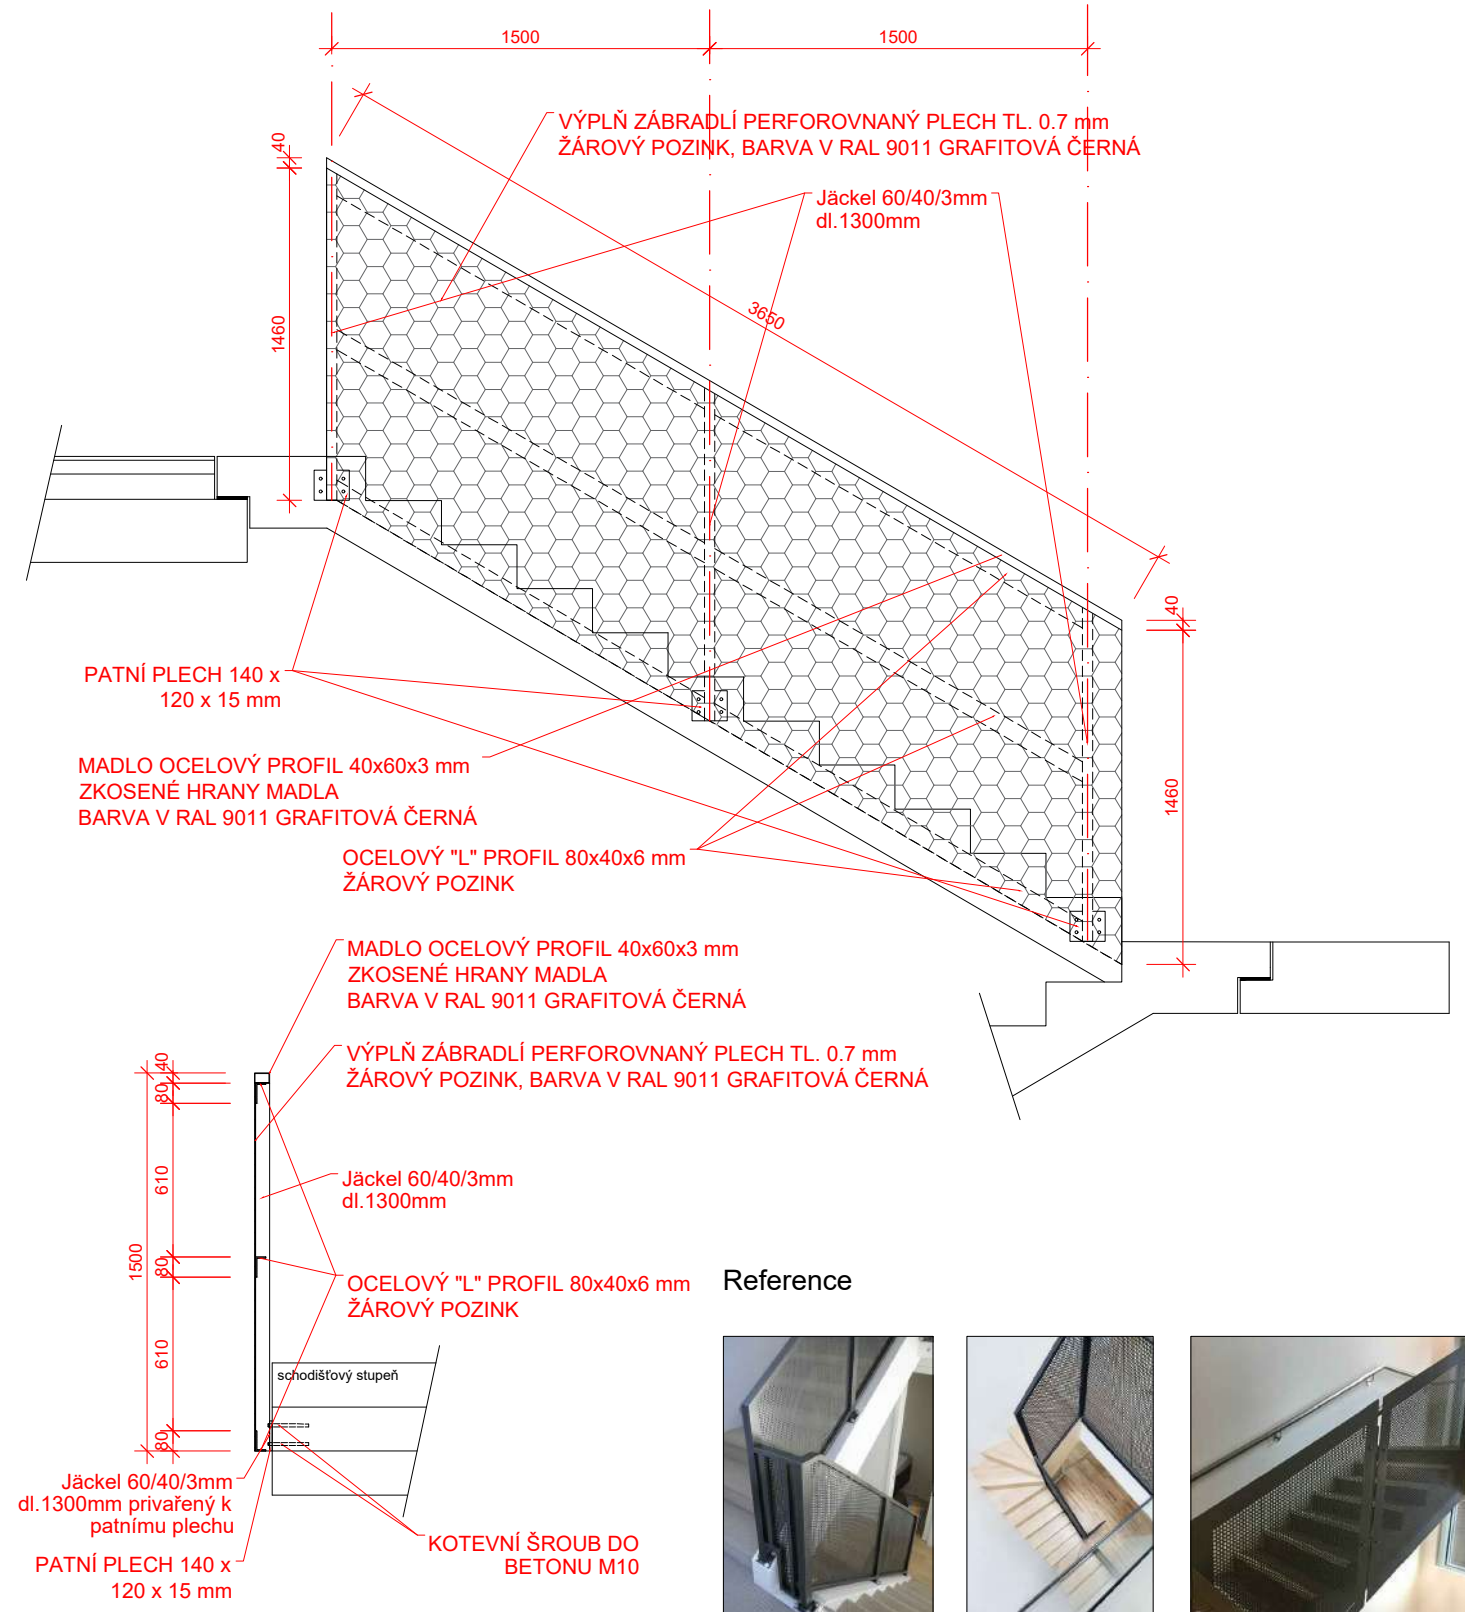 1500
1500
40
VÝPLŇ ZÁBRADLÍ PERFOROVNANÝ PLECH TL. 0.7 mm
ŽÁROVÝ POZINK, BARVA V RAL 9011 GRAFITOVÁ ČERNÁ
Jäckel 60/40/3mm
dl.1300mm
3650
1460
40
1460
PATNÍ PLECH 140 x
120 x 15 mm
MADLO OCELOVÝ PROFIL 40x60x3 mm
ZKOSENÉ HRANY MADLA
BARVA V RAL 9011 GRAFITOVÁ ČERNÁ
OCELOVÝ "L" PROFIL 80x40x6 mm
ŽÁROVÝ POZINK
MADLO OCELOVÝ PROFIL 40x60x3 mm
ZKOSENÉ HRANY MADLA
BARVA V RAL 9011 GRAFITOVÁ ČERNÁ
VÝPLŇ ZÁBRADLÍ PERFOROVNANÝ PLECH TL. 0.7 mm
ŽÁROVÝ POZINK, BARVA V RAL 9011 GRAFITOVÁ ČERNÁ
40
80
610
Jäckel 60/40/3mm
dl.1300mm
1500
80
OCELOVÝ "L" PROFIL 80x40x6 mm
ŽÁROVÝ POZINK
Reference
610
schodišťový stupeň
80
Jäckel 60/40/3mm
dl.1300mm privařený k
patnímu plechu
KOTEVNÍ ŠROUB DO
BETONU M10
PATNÍ PLECH 140 x
120 x 15 mm